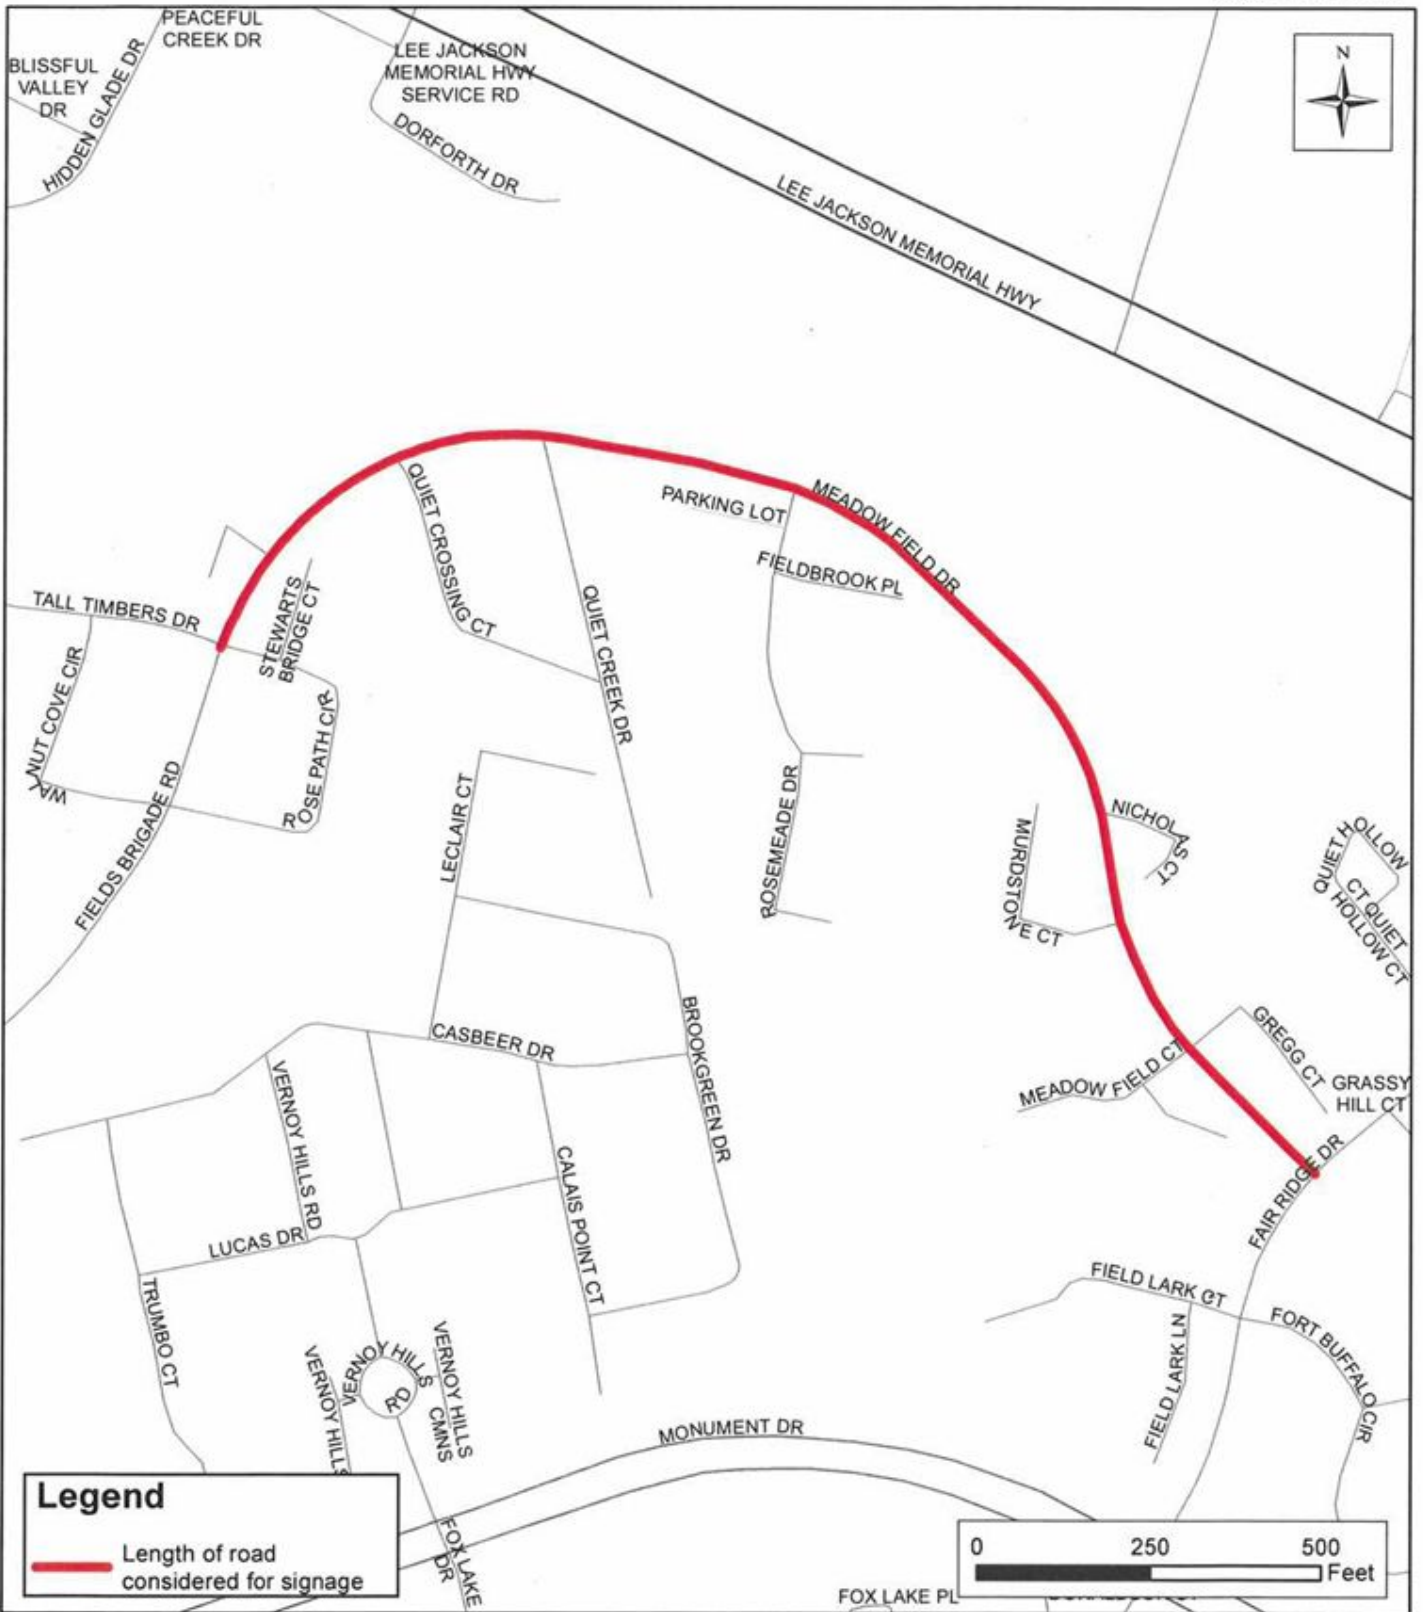 PEACEFUL
CREEK DR
BLISSFUL
VALLEY
DR
HIDDEN GLADE DR
LEE JACKSON
MEMORIAL HWY
SERVICE RD
DORFORTH DR
N
LEE JACKSON MEMORIAL HWY
QUIET CROSSING CT
PARKING LOT
MEADOW FIELD DR
FIELDBROOK PL
TALL TIMBERS DR
STEWARTS
BRIDGE CT
QUIET CREEK DR
WALNUT COVE CIR
ROSE PATH CIR
FIELDS BRIGADE RD
LECLAIR CT
ROSEMEADE DR
MURDSTONE CT
NICHOLAS CT
QUIET HOLLOW
CT QUIET
HOLLOW CT
CASBEER DR
BROOKGREEN DR
MEADOW FIELD CT
GREGG CT
GRASSY
HILL CT
VERNOY HILLS RD
CALAIS POINT CT
FAIR RIDGE DR
LUCAS DR
TRUMBO CT
FIELD LARK CT
FIELD LARK LN
FORT BUFFALO CIR
VERNOY HILLS
VERNOY HILLS
RD
VERNOY HILLS
CMNS
MONUMENT DR
FOX LAKE
DR
FOX LAKE PL
Legend
Length of road
considered for signage
0 250 500
Feet